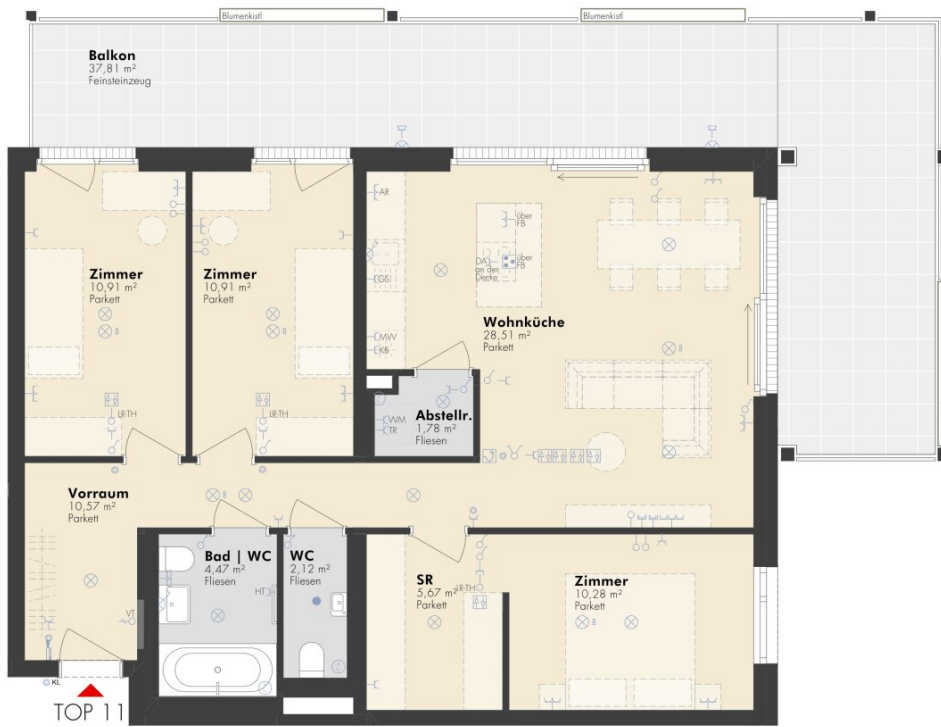 Blumenkistl
Blumenkistl
Balkon
37,81 m²
Feinsteinzeug
AR
über
FB
DA
an der
Decke
über
FB
GS
Zimmer
10,91 m²
Parkett
B
Zimmer
10,91 m²
Parkett
B
Wohnküche
28,51 m²
Parkett
B
MW
KS
LR-TH
LR-TH
Abstellr.
1,78 m²
Fliesen
WM
TR
Vorraum
10,57 m²
Parkett
B
Bad | WC
4,47 m²
Fliesen
HT
WC
2,12 m²
Fliesen
SR
5,67 m²
Parkett
LR-TH
Zimmer
10,28 m²
Parkett
B
VT
KL
TOP 11